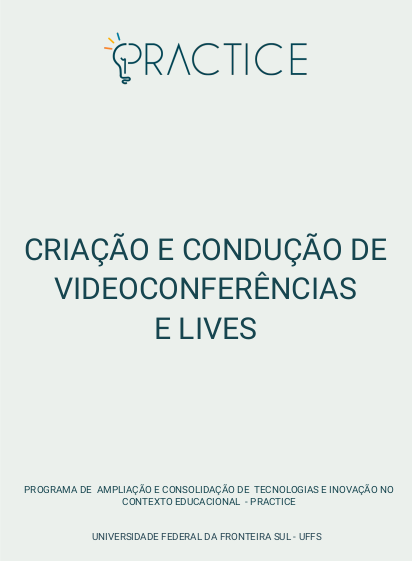 PRACTICE
CRIAÇÃO E CONDUÇÃO DE
VIDEOCONFERÊNCIAS
E LIVES
PROGRAMA DE AMPLIAÇÃO E CONSOLIDAÇÃO DE TECNOLOGIAS E INOVAÇÃO NO
CONTEXTO EDUCACIONAL - PRACTICE
UNIVERSIDADE FEDERAL DA FRONTEIRA SUL - UFFS